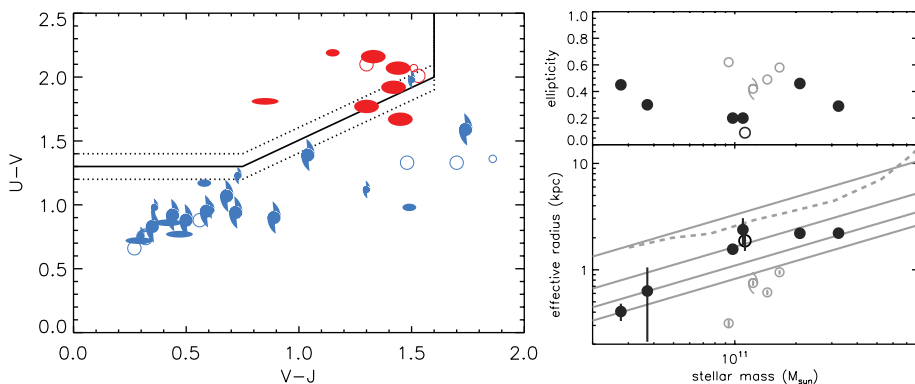 2.5
2.0
1.5
1.0
0.5
0.0
U−V
0.0 0.5 1.0 1.5 2.0
V−J
1.0
0.8
0.6
0.4
0.2
0.0
ellipticity
10
1
effective radius (kpc)
10¹¹
stellar mass (Msun)